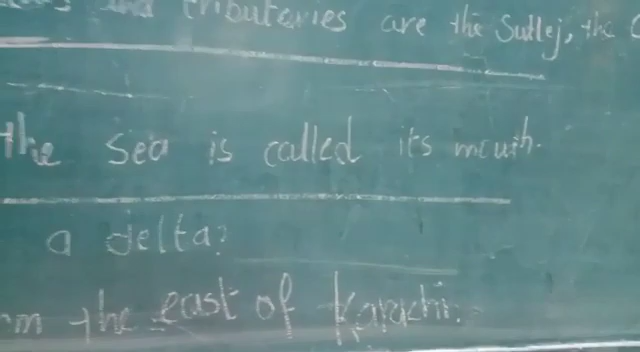 tributaries are the Sutlej, the
the Sea is called its mouth.
a delta?
the east of Karachi.